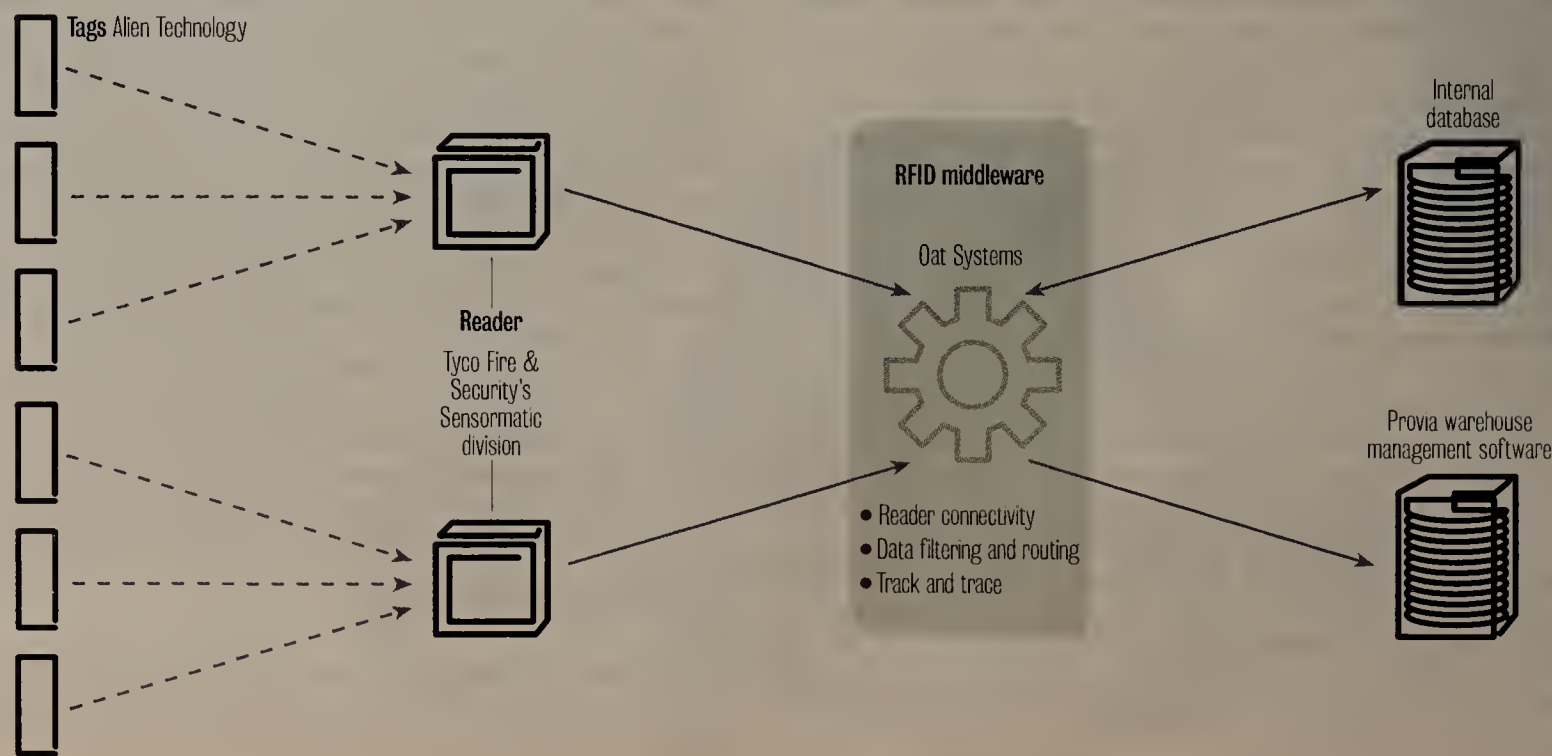 Tags Alien Technology
Reader
Tyco Fire &
Security's
Sensormatic
division
RFID middleware
Oat Systems
• Reader connectivity
• Data filtering and routing
• Track and trace
Internal
database
Provia warehouse
management software